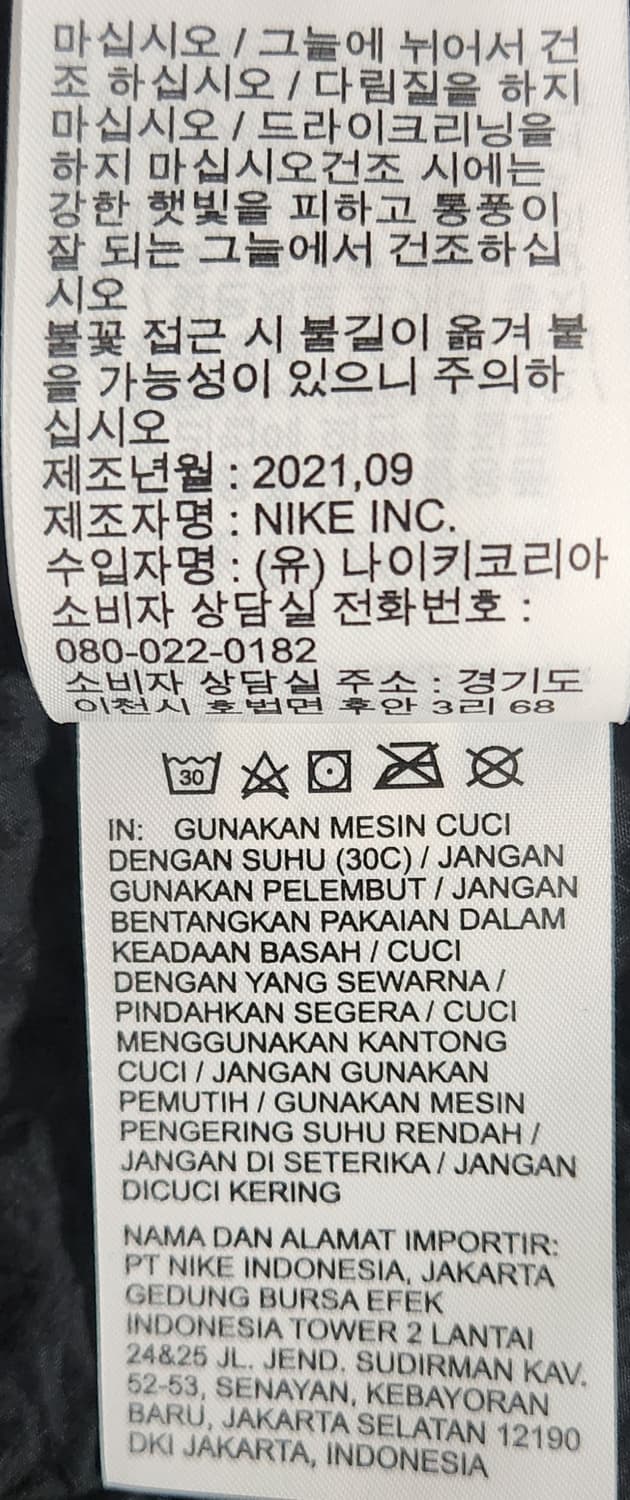 마십시오 / 그늘에 뉘어서 건
조 하십시오 / 다림질을 하지
마십시오 / 드라이크리닝을
하지 마십시오건조 시에는
강한 햇빛을 피하고 통풍이
잘 되는 그늘에서 건조하십
시오
불꽃 접근 시 불길이 옮겨 붙
을 가능성이 있으니 주의하
십시오
제조년월 : 2021,09
제조자명 : NIKE INC.
수입자명 : (유) 나이키코리아
소비자 상담실 전화번호 :
080-022-0182
소비자 상담실 주소 : 경기도
이천시 호법면 후안 3리 68
30
IN: GUNAKAN MESIN CUCI
DENGAN SUHU (30C) / JANGAN
GUNAKAN PELEMBUT / JANGAN
BENTANGKAN PAKAIAN DALAM
KEADAAN BASAH / CUCI
DENGAN YANG SEWARNA /
PINDAHKAN SEGERA / CUCI
MENGGUNAKAN KANTONG
CUCI / JANGAN GUNAKAN
PEMUTIH / GUNAKAN MESIN
PENGERING SUHU RENDAH /
JANGAN DI SETERIKA / JANGAN
DICUCI KERING
NAMA DAN ALAMAT IMPORTIR:
PT NIKE INDONESIA, JAKARTA
GEDUNG BURSA EFEK
INDONESIA TOWER 2 LANTAI
24&25 JL. JEND. SUDIRMAN KAV.
52-53, SENAYAN, KEBAYORAN
BARU, JAKARTA SELATAN 12190
DKI JAKARTA, INDONESIA